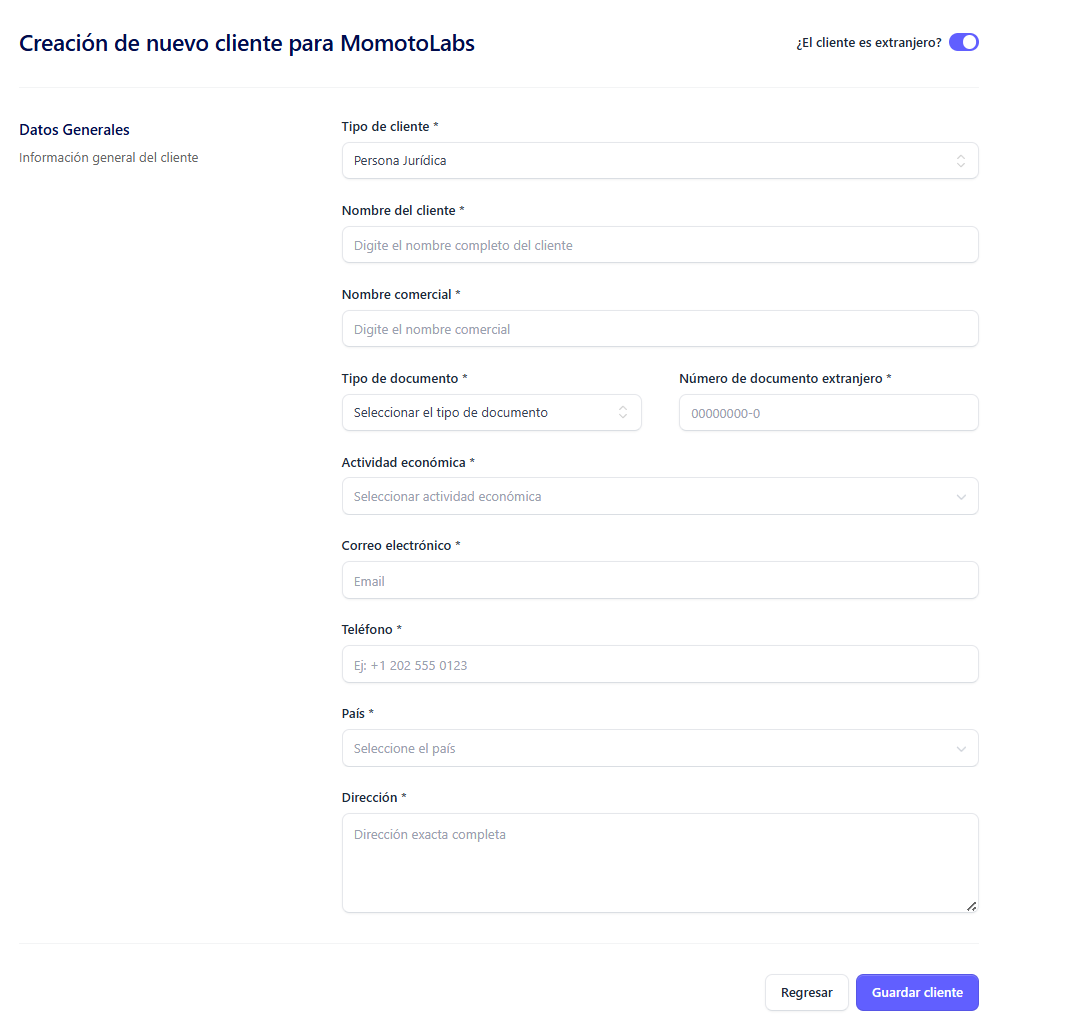 Creación de nuevo cliente para MomotoLabs
¿El cliente es extranjero?
Datos Generales
Información general del cliente
Tipo de cliente *
Persona Jurídica
Nombre del cliente *
Digite el nombre completo del cliente
Nombre comercial *
Digite el nombre comercial
Tipo de documento *
Seleccionar el tipo de documento
Número de documento extranjero *
00000000-0
Actividad económica *
Seleccionar actividad económica
Correo electrónico *
Email
Teléfono *
Ej: +1 202 555 0123
País *
Seleccione el país
Dirección *
Dirección exacta completa
Regresar
Guardar cliente